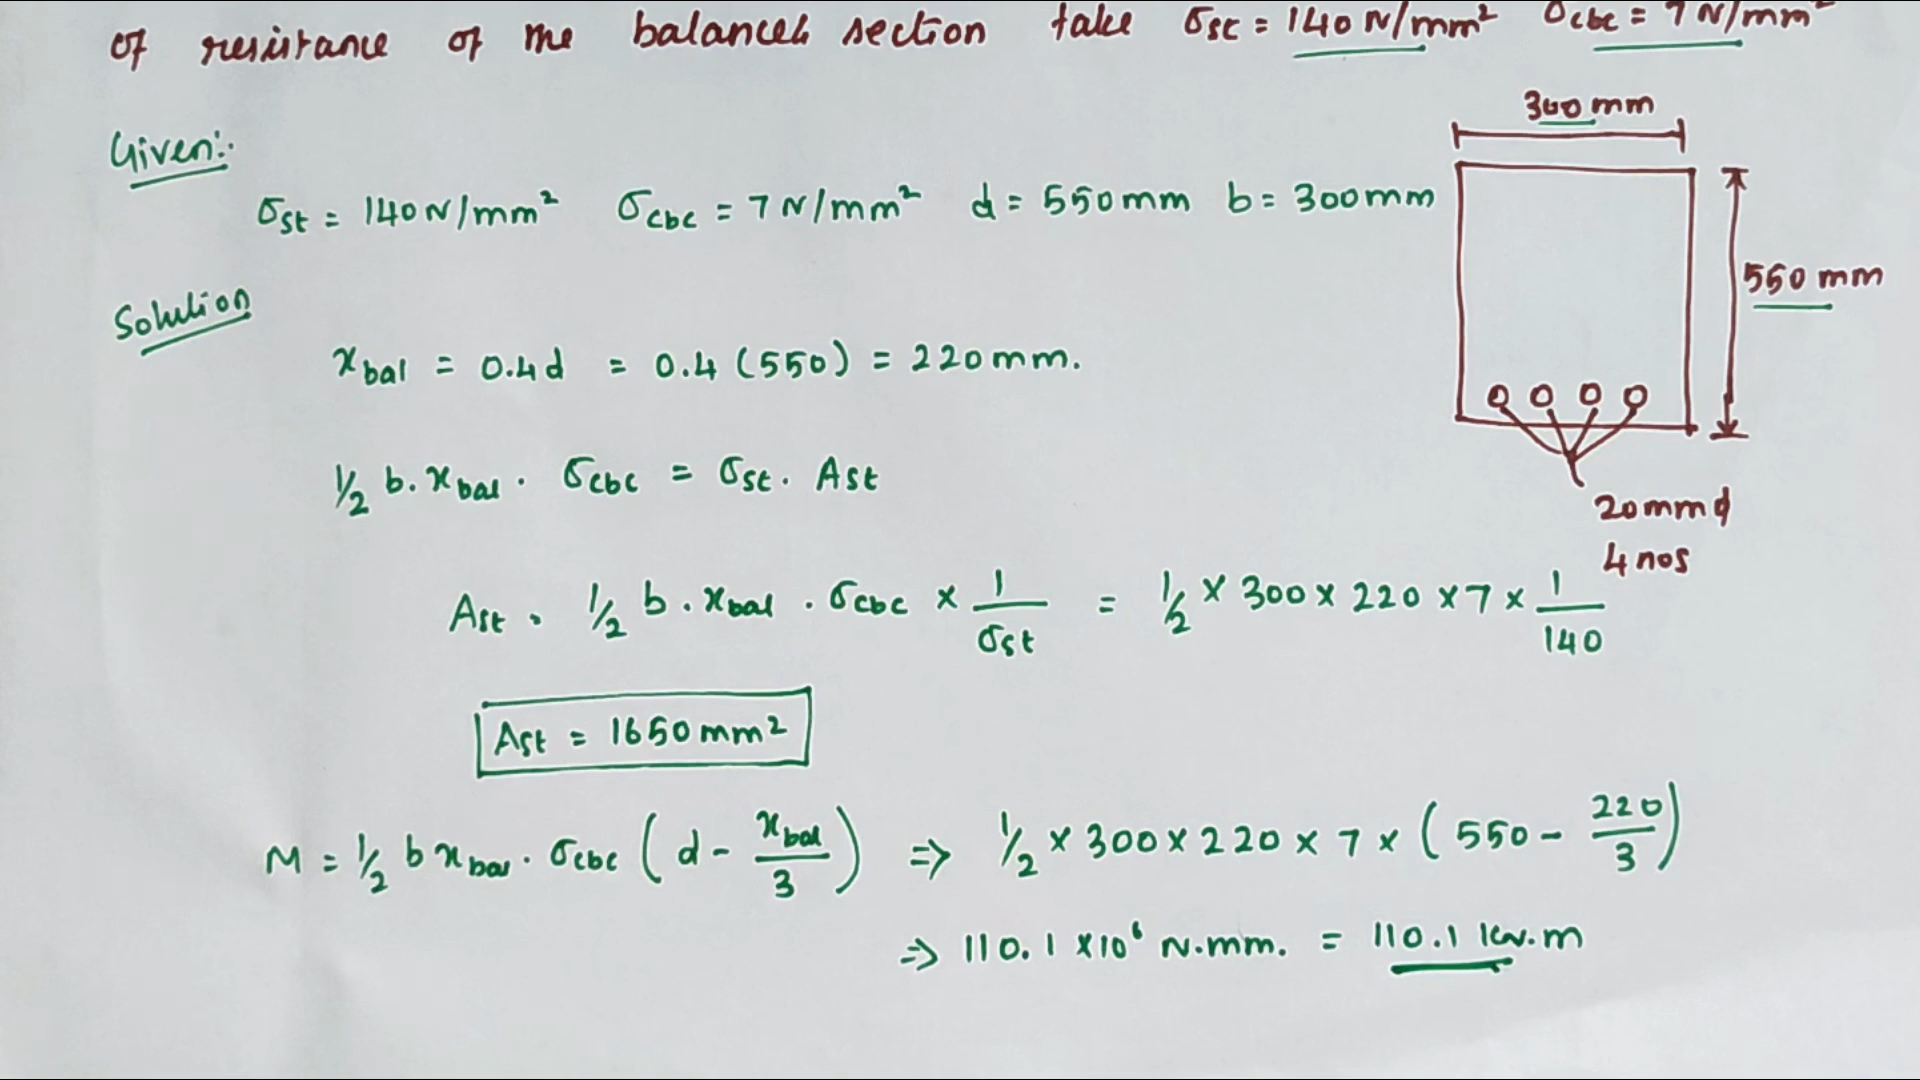 of resistance of the balanced section take σst = 140 N/mm² σcbc = 7 N/mm²
300 mm
Given:-
σst = 140 N/mm² σcbc = 7 N/mm² d = 550 mm b = 300 mm
550 mm
Solution
xbal = 0.4d = 0.4 (550) = 220 mm.
½ b. xbal . σcbc = σst . Ast
20mmϕ
4 nos
Ast = ½ b . xbal . σcbc × 1/σst = ½ × 300 × 220 × 7 × 1/140
Ast = 1650 mm²
M = ½ b xbal . σcbc ( d - xbal/3 ) ⇒ ½ × 300 × 220 × 7 × ( 550 - 220/3 )
⇒ 110.1 × 10⁶ N.mm. = 110.1 kN.m